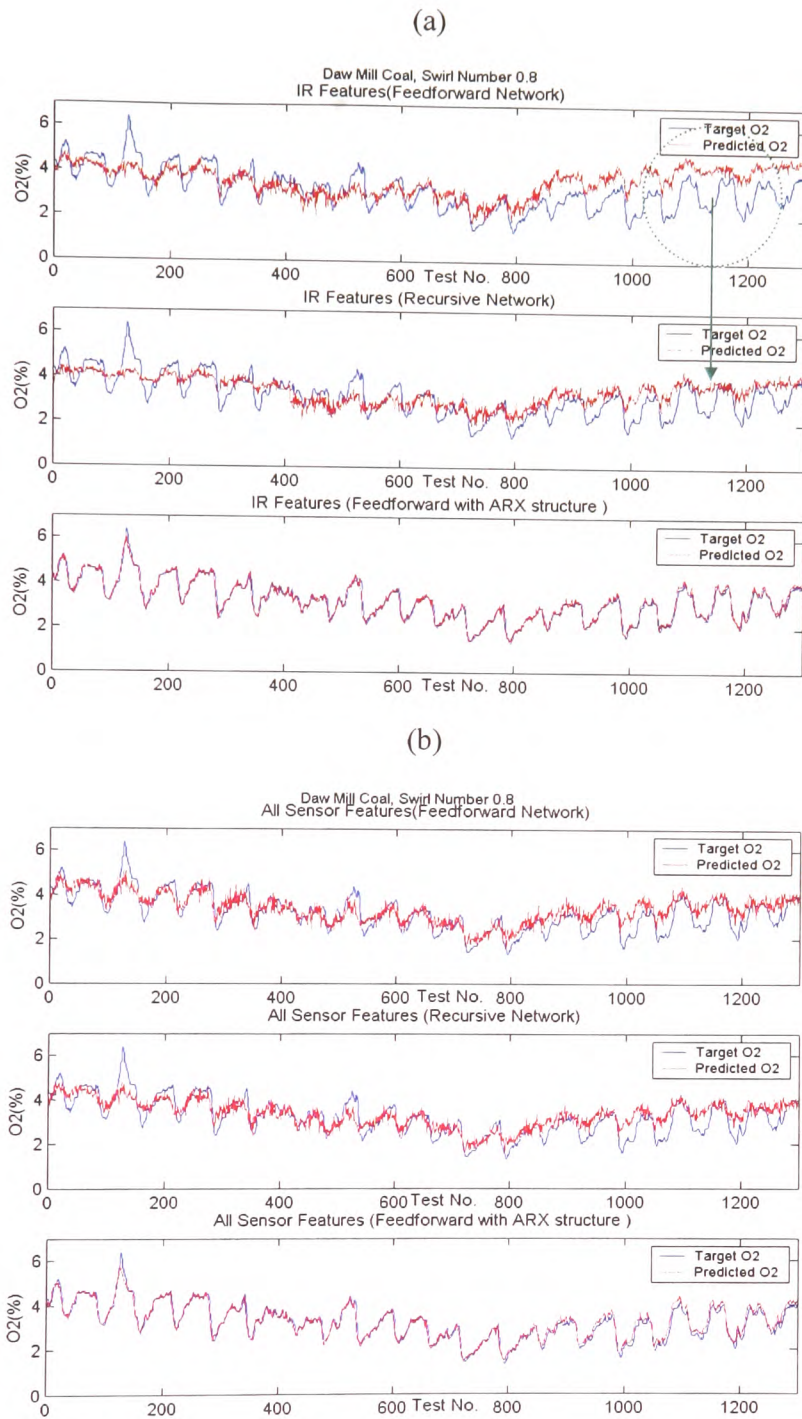 (a)
Daw Mill Coal, Swirl Number 0.8
IR Features(Feedforward Network)
Target O2
Predicted O2
O2(%)
6
4
2
0
0 200 400 600 Test No. 800 1000 1200
IR Features (Recursive Network)
Target O2
Predicted O2
O2(%)
6
4
2
0
0 200 400 600 Test No. 800 1000 1200
IR Features (Feedforward with ARX structure )
Target O2
Predicted O2
O2(%)
6
4
2
0
0 200 400 600 Test No. 800 1000 1200
(b)
Daw Mill Coal, Swirl Number 0.8
All Sensor Features(Feedforward Network)
Target O2
Predicted O2
O2(%)
6
4
2
0
0 200 400 600 Test No. 800 1000 1200
All Sensor Features (Recursive Network)
Target O2
Predicted O2
O2(%)
6
4
2
0
0 200 400 600 Test No. 800 1000 1200
All Sensor Features (Feedforward with ARX structure )
Target O2
Predicted O2
O2(%)
6
4
2
0
0 200 400 600 Test No. 800 1000 1200